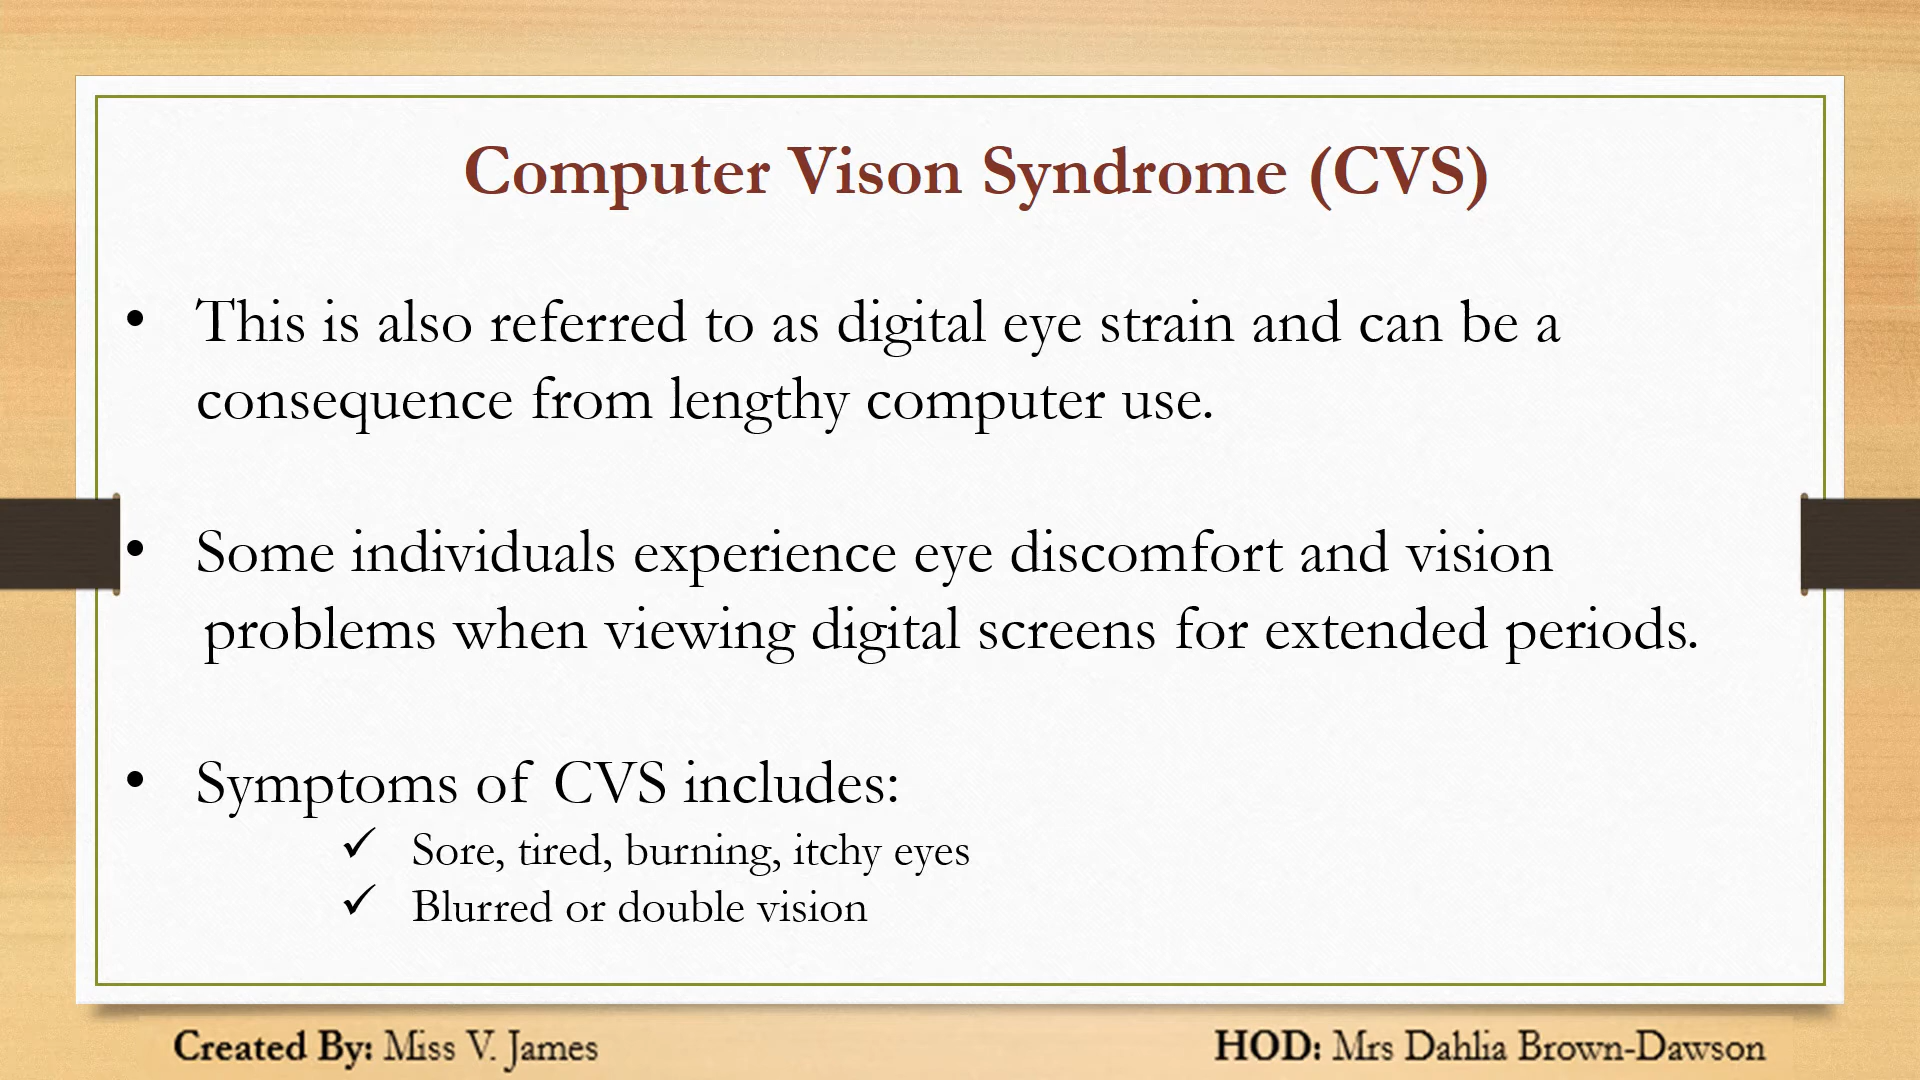 Computer Vison Syndrome (CVS)
• This is also referred to as digital eye strain and can be a
consequence from lengthy computer use.
• Some individuals experience eye discomfort and vision
problems when viewing digital screens for extended periods.
• Symptoms of CVS includes:
✓ Sore, tired, burning, itchy eyes
✓ Blurred or double vision
Created By: Miss V. James
HOD: Mrs Dahlia Brown-Dawson